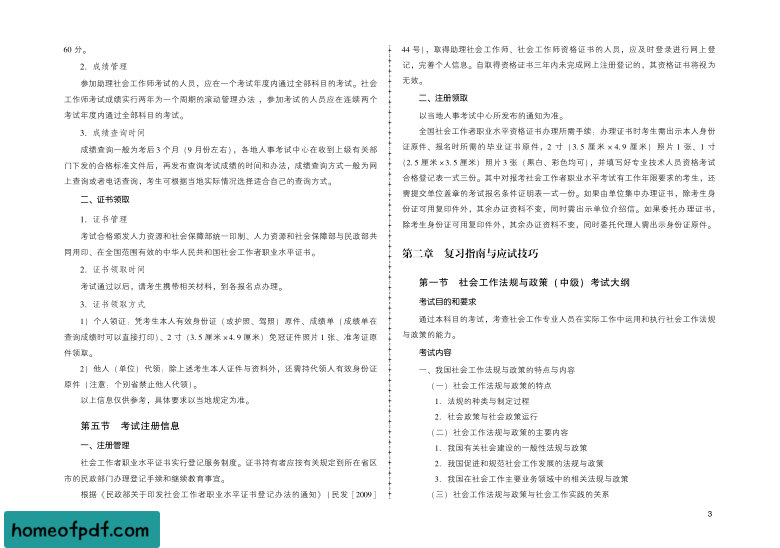 60 分。
2. 成绩管理
参加助理社会工作师考试的人员，应在一个考试年度内通过全部科目的考试。社会
工作师考试成绩实行两年为一个周期的滚动管理办法 ，参加考试的人员应在连续两个
考试年度内通过全部科目的考试。
3. 成绩查询时间
成绩查询一般为考后 3 个月（9 月份左右），各地人事考试中心在收到上级有关部
门下发的合格标准文件后，再发布查询考试成绩的时间和办法，成绩查询方式一般为网
上查询或者电话查询，考生可根据当地实际情况选择适合自己的查询方式。
二、证书领取
1. 证书管理
考试合格颁发人力资源和社会保障部统一印制、人力资源和社会保障部与民政部共
同用印、在全国范围有效的中华人民共和国社会工作者职业水平证书。
2. 证书领取时间
考试通过以后，请考生携带相关材料，到各报名点办理。
3. 证书领取方式
1）个人领证：凭考生本人有效身份证（或护照、驾照）原件、成绩单（成绩单在
查询成绩时可以直接打印）、2 寸（3. 5 厘米 ×4. 9 厘米）免冠证件照片 1 张、准考证原
件领取。
2）他人（单位）代领：除上述考生本人证件与资料外，还需持代领人有效身份证
原件（注意：个别省禁止他人代领）。
以上信息仅供参考，具体要求以当地规定为准。
第五节 考试注册信息
一、注册管理
社会工作者职业水平证书实行登记服务制度。证书持有者应按有关规定到所在省区
市的民政部门办理登记手续和继续教育事宜。
根据《民政部关于印发社会工作者职业水平证书登记办法的通知》（民发［2009］
44 号），取得助理社会工作师、社会工作师资格证书的人员，应及时登录进行网上登
记，完善个人信息。自取得资格证书三年内未完成网上注册登记的，其资格证书将视为
无效。
二、注册领取
以当地人事考试中心所发布的通知为准。
全国社会工作者职业水平资格证书办理所需手续：办理证书时考生需出示本人身份
证原件、报名时所需的毕业证书原件，2 寸（3. 5 厘米 ×4. 9 厘米）照片 1 张、1 寸
（2. 5 厘米 ×3. 5 厘米）照片 3 张（黑白、彩色均可），并填写好专业技术人员资格考试
合格登记表一式三份。其中对报考社会工作者职业水平考试有工作年限要求的考生，还
需提交单位盖章的考试报名条件证明表一式一份。如果由单位集中办理证书，除考生身
份证可用复印件外，其余办证资料不变，同时需出示单位介绍信。如果委托办理证书，
除考生身份证可用复印件外，其余办证资料不变，同时委托代理人需出示身份证原件。
第二章 复习指南与应试技巧
第一节 社会工作法规与政策（中级）考试大纲
考试目的和要求
通过本科目的考试，考查社会工作专业人员在实际工作中运用和执行社会工作法规
与政策的能力。
考试内容
一、我国社会工作法规与政策的特点与内容
（一）社会工作法规与政策的特点
1. 法规的种类与制定过程
2. 社会政策与社会政策运行
（二）社会工作法规与政策的主要内容
1. 我国有关社会建设的一般性法规与政策
2. 我国促进和规范社会工作发展的法规与政策
3. 我国在社会工作主要业务领域中的相关法规与政策
（三）社会工作法规与政策与社会工作实践的关系
3
homeofpdf.com